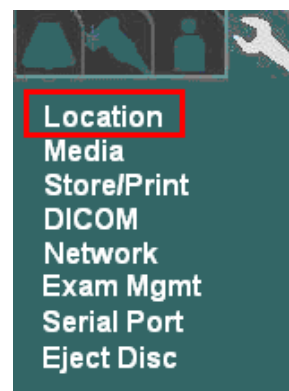 Location
Media
Store/Print
DICOM
Network
Exam Mgmt
Serial Port
Eject Disc